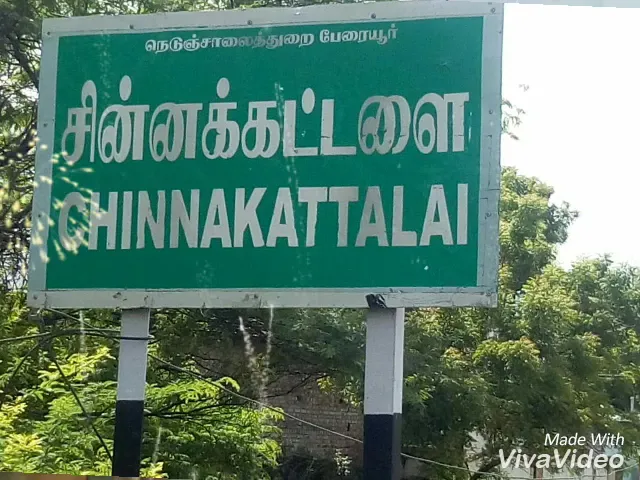 நெடுஞ்சாலைத்துறை பேரையூர்
சின்னக்கட்டளை
CHINNAKATTALAI
Made With
VivaVideo